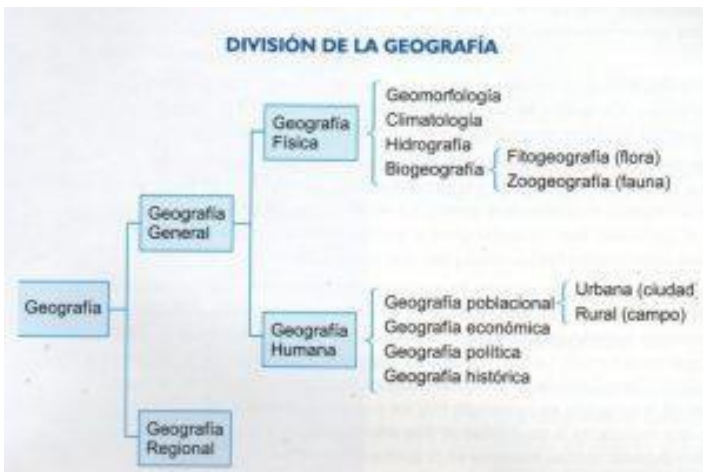 DIVISIÓN DE LA GEOGRAFÍA
Geografía
Geografía
General
Geografía
Física
Geomorfología
Climatología
Hidrografía
Biogeografía
Fitogeografía (flora)
Zoogeografía (fauna)
Geografía
Humana
Geografía poblacional
Urbana (ciudad
Rural (campo)
Geografía económica
Geografía política
Geografía histórica
Geografía
Regional